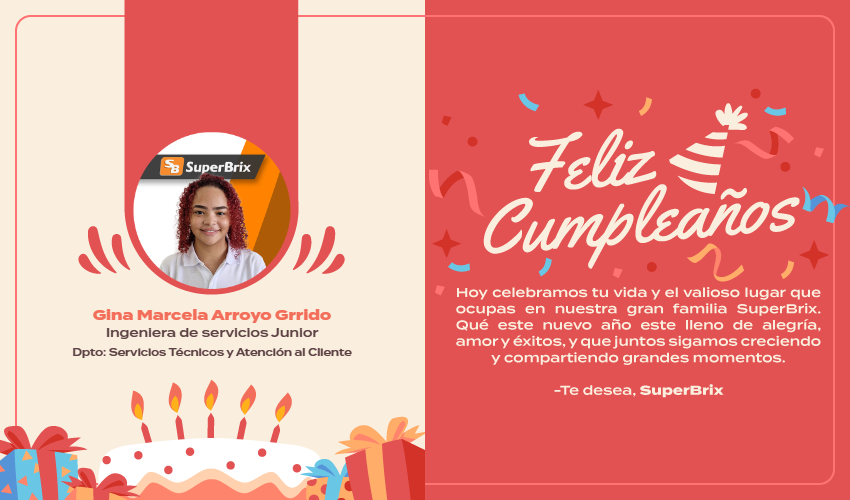 SB SuperBrix
Gina Marcela Arroyo Grrido
Ingeniera de servicios Junior
Dpto: Servicios Técnicos y Atención al Cliente
Feliz
Cumpleaños
Hoy celebramos tu vida y el valioso lugar que
ocupas en nuestra gran familia SuperBrix.
Qué este nuevo año este lleno de alegría,
amor y éxitos, y que juntos sigamos creciendo
y compartiendo grandes momentos.
-Te desea, SuperBrix